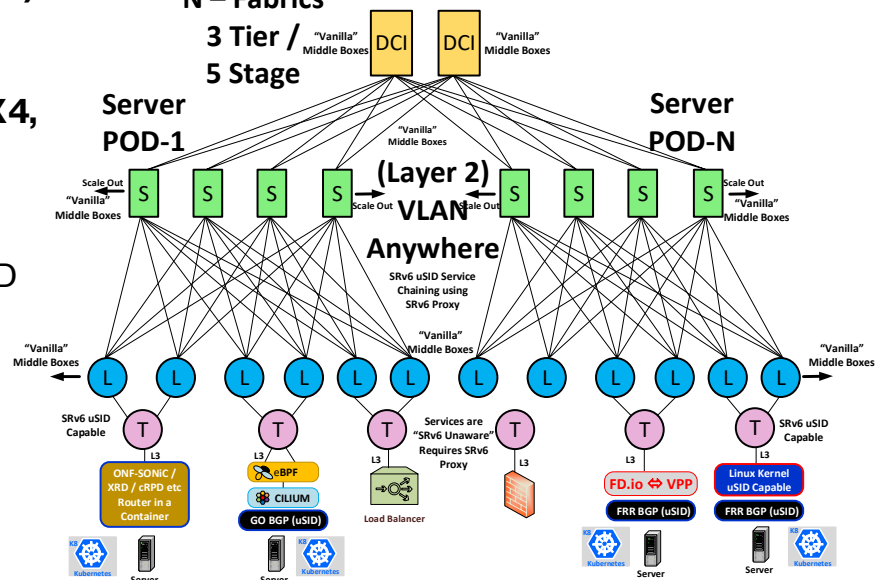 N – Fabrics
3 Tier /
5 Stage
"Vanilla"
Middle Boxes
DCI
DCI
"Vanilla"
Middle Boxes
X4,
Server
POD-1
Server
POD-N
"Vanilla"
Middle Boxes
Scale Out
"Vanilla"
Middle Boxes
S
S
S
S
Scale Out
(Layer 2)
VLAN
Anywhere
Scale Out
S
S
S
S
Scale Out
"Vanilla"
Middle Boxes
D
SRv6 uSID Service
Chaining using
SRv6 Proxy
"Vanilla"
Middle Boxes
"Vanilla"
Middle Boxes
"Vanilla"
Middle Boxes
L
L
L
L
L
L
L
L
L
L
L
L
SRv6 uSID
Capable
T
T
T
Services are
"SRv6 Unaware"
Requires SRv6
Proxy
T
T
T
SRv6 uSID
Capable
L3
L3
L3
L3
L3
L3
ONF-SONiC /
XRD / cRPD etc
Router in a
Container
eBPF
CILIUM
GO BGP (uSID)
Load Balancer
FD.io ⇔ VPP
FRR BGP (uSID)
Linux Kernel
uSID Capable
FRR BGP (uSID)
K8
Kubernetes
Server
Server
K8
Kubernetes
K8
Kubernetes
Server
Server
K8
Kubernetes